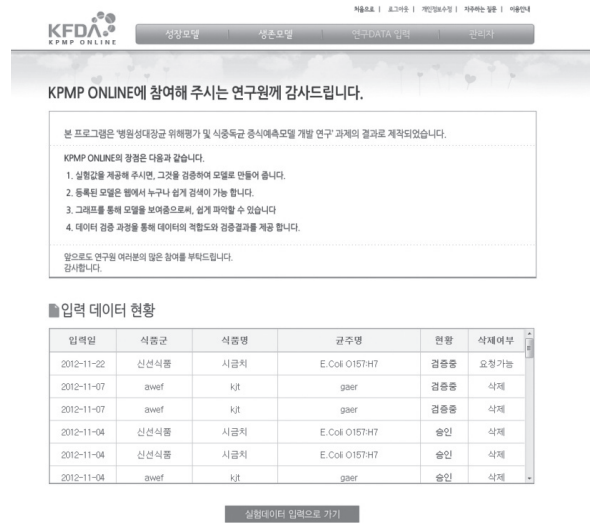 처음으로 | 로그아웃 | 개인정보수정 | 자주하는 질문 | 이용안내
KFDA
KPMP ONLINE
성장모델 생존모델 연구DATA 입력 관리자
KPMP ONLINE에 참여해 주시는 연구원께 감사드립니다.
본 프로그램은 '병원성대장균 위해평가 및 식중독균 증식예측모델 개발 연구' 과제의 결과로 제작되었습니다.
KPMP ONLINE의 장점은 다음과 같습니다.
1. 실험값을 제공해 주시면, 그것을 검증하여 모델로 만들어 줍니다.
2. 등록된 모델은 웹에서 누구나 쉽게 검색이 가능 합니다.
3. 그래프를 통해 모델을 보여줌으로써, 쉽게 파악할 수 있습니다
4. 데이터 검증 과정을 통해 데이터의 적합도와 검증결과를 제공 합니다.
앞으로도 연구원 여러분의 많은 참여를 부탁드립니다.
감사합니다.
입력 데이터 현황
입력일 식품군 식품명 균주명 현황 삭제여부
2012-11-22 신선식품 시금치 E.Coli O157:H7 검증중 요청가능
2012-11-07 awef kjt gaer 검증중 삭제
2012-11-07 awef kjt gaer 검증중 삭제
2012-11-04 신선식품 시금치 E.Coli O157:H7 승인 삭제
2012-11-04 신선식품 시금치 E.Coli O157:H7 승인 삭제
2012-11-04 awef kjt gaer 승인 삭제
실험데이터 입력으로 가기